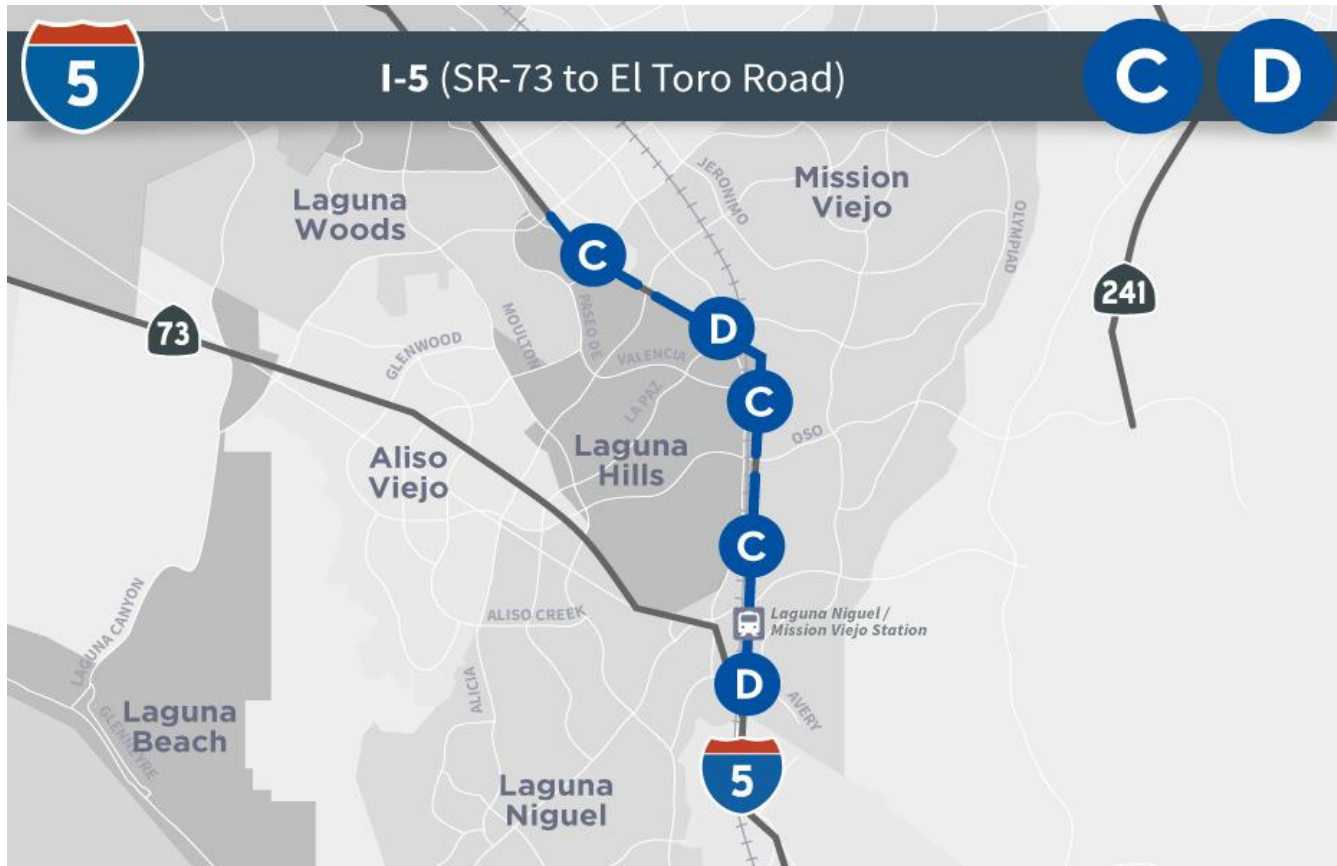 5
I-5 (SR-73 to El Toro Road)
C D
Laguna
Woods
JERONIMO
Mission
Viejo
OLYMPIAD
C
241
73
GLENWOOD
MOULTON
PASEO DE
VALENCIA
D
LA PAZ
C
OSO
Aliso
Viejo
Laguna
Hills
C
LAGUNA CANYON
ALISO CREEK
Laguna Niguel /
Mission Viejo Station
D
ALICIA
AVERY
Laguna
Beach
GLENNEYRE
5
Laguna
Niguel